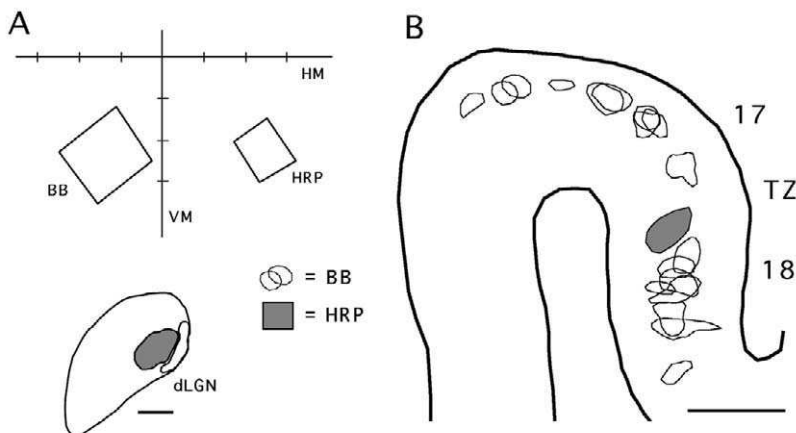 A
HM
BB
HRP
VM
= BB
= HRP
dLGN
B
17
TZ
18